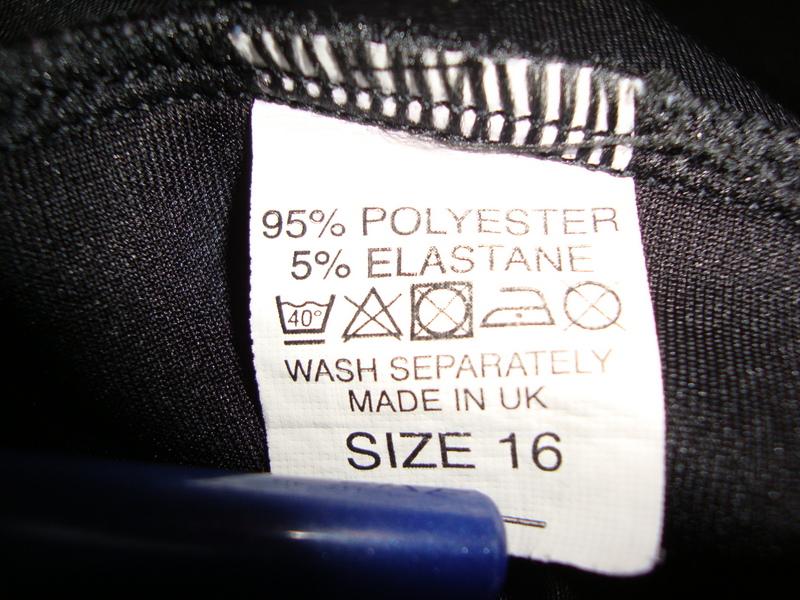 95% POLYESTER
5% ELASTANE
40°
WASH SEPARATELY
MADE IN UK
SIZE 16